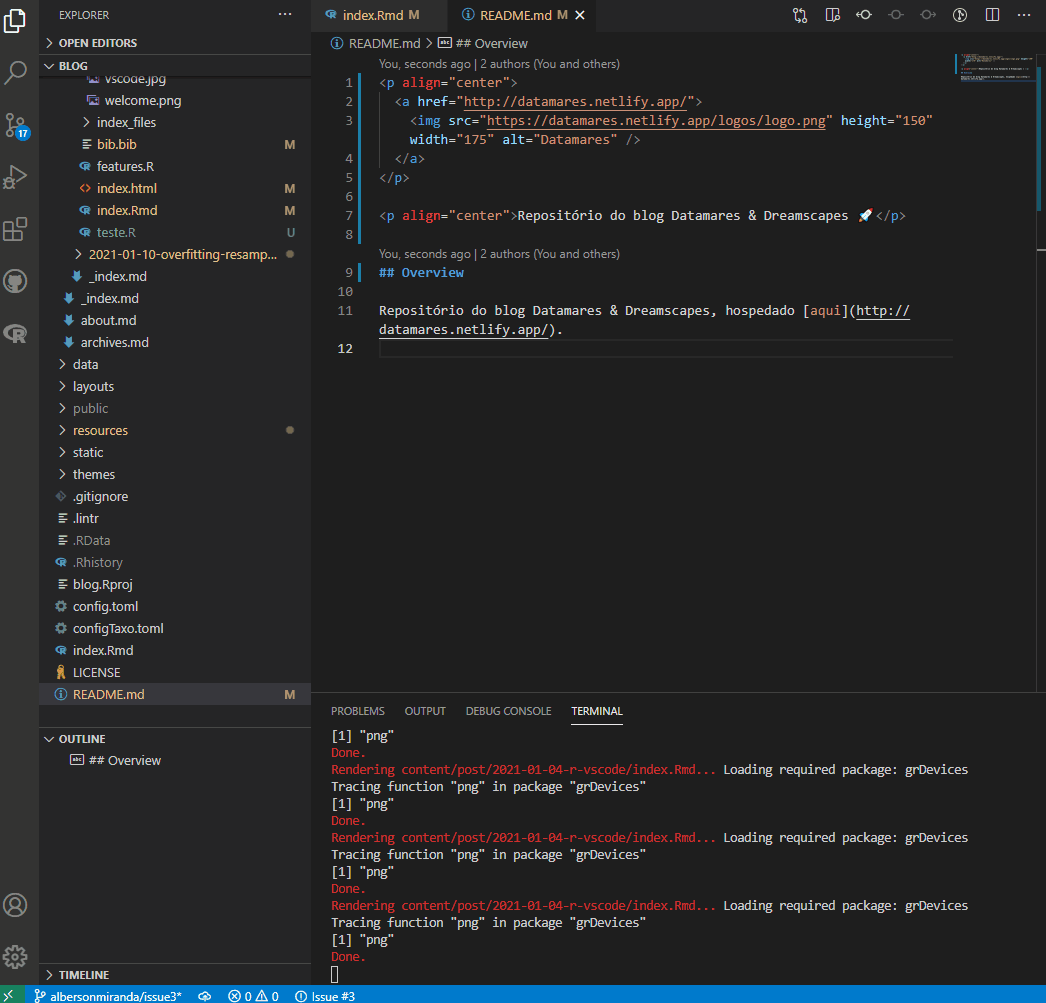 EXPLORER
OPEN EDITORS
BLOG
vscode.jpg
welcome.png
index_files
bib.bib M
features.R
index.html M
index.Rmd M
teste.R U
2021-01-10-overfitting-resamp...
_index.md
_index.md
about.md
archives.md
data
layouts
public
resources
static
themes
.gitignore
.lintr
.RData
.Rhistory
blog.Rproj
config.toml
configTaxo.toml
index.Rmd
LICENSE
README.md M
OUTLINE
## Overview
TIMELINE
17
index.Rmd M
README.md M
README.md > ## Overview
You, seconds ago | 2 authors (You and others)
1 <p align="center">
2 <a href="http://datamares.netlify.app/">
3 <img src="https://datamares.netlify.app/logos/logo.png" height="150"
width="175" alt="Datamares" />
4 </a>
5 </p>
6
7 <p align="center">Repositório do blog Datamares & Dreamscapes 🚀</p>
8
You, seconds ago | 2 authors (You and others)
9 ## Overview
10
11 Repositório do blog Datamares & Dreamscapes, hospedado [aqui](http://
datamares.netlify.app/).
12
PROBLEMS OUTPUT DEBUG CONSOLE TERMINAL
[1] "png"
Done.
Rendering content/post/2021-01-04-r-vscode/index.Rmd... Loading required package: grDevices
Tracing function "png" in package "grDevices"
[1] "png"
Done.
Rendering content/post/2021-01-04-r-vscode/index.Rmd... Loading required package: grDevices
Tracing function "png" in package "grDevices"
[1] "png"
Done.
Rendering content/post/2021-01-04-r-vscode/index.Rmd... Loading required package: grDevices
Tracing function "png" in package "grDevices"
[1] "png"
Done.
albersonmiranda/issue3* 0 0 Issue #3